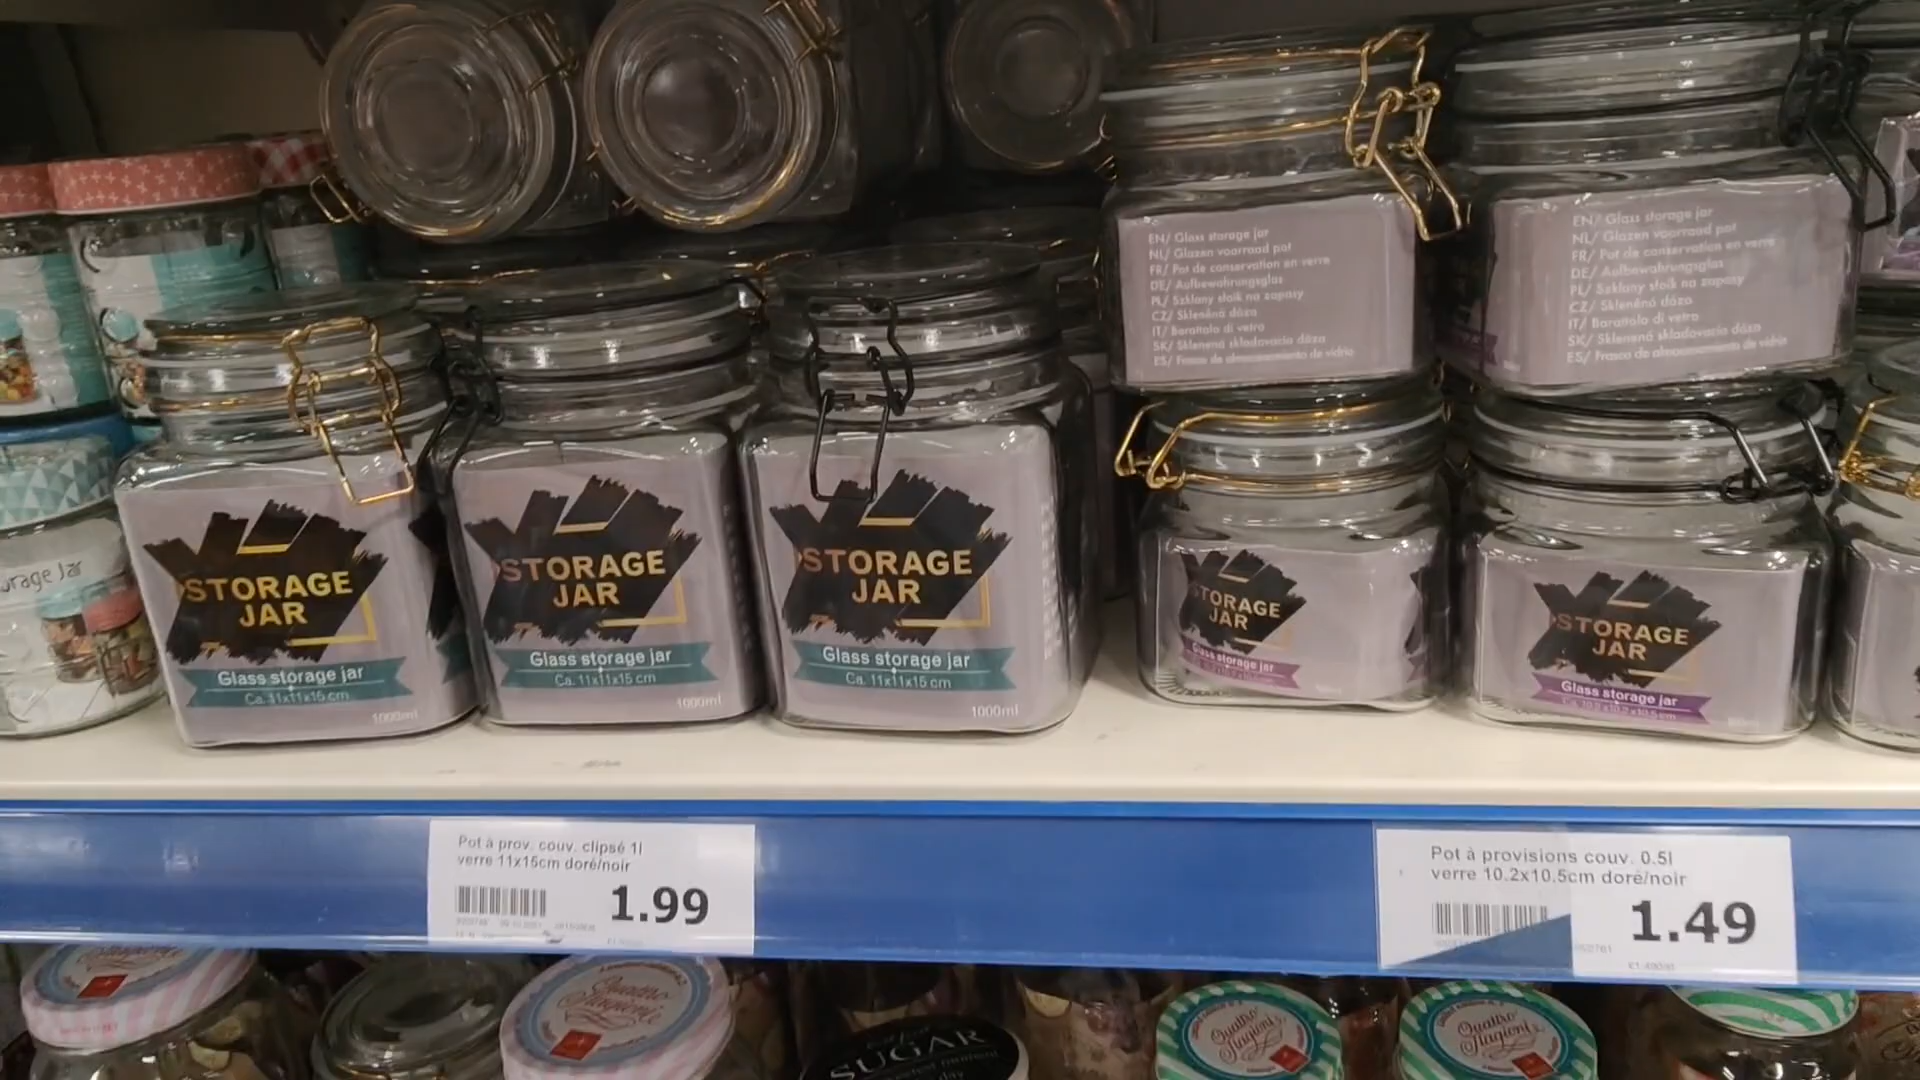 EN/ Glass storage jar
NL/ Glazen voorraad pot
FR/ Pot de conservation en verre
DE/ Aufbewahrungsglas
PL/ Szklany słoik na zapasy
CZ/ Skleněná dóza
IT/ Barattolo di vetro
SK/ Sklenená skladovacia dóza
ES/ Frasco de almacenamiento de vidrio
EN/ Glass storage jar
NL/ Glazen voorraad pot
FR/ Pot de conservation en verre
DE/ Aufbewahrungsglas
PL/ Szklany słoik na zapasy
CZ/ Skleněná dóza
IT/ Barattolo di vetro
SK/ Sklenená skladovacia dóza
ES/ Frasco de almacenamiento de vidrio
Jar
STORAGE
JAR
Glass storage jar
Ca. 11x11x15 cm
1000ml
STORAGE
JAR
Glass storage jar
Ca. 11x11x15 cm
1000ml
STORAGE
JAR
Glass storage jar
Ca. 11x11x15 cm
1000ml
STORAGE
JAR
Glass storage jar
STORAGE
JAR
Glass storage jar
Pot à prov. couv. clipsé 1l
verre 11x15cm doré/noir
1.99
Pot à provisions couv. 0.5l
verre 10.2x10.5cm doré/noir
1.49
Quattro
Stagioni
SUGAR
Quattro
Stagioni
Quattro
Stagioni